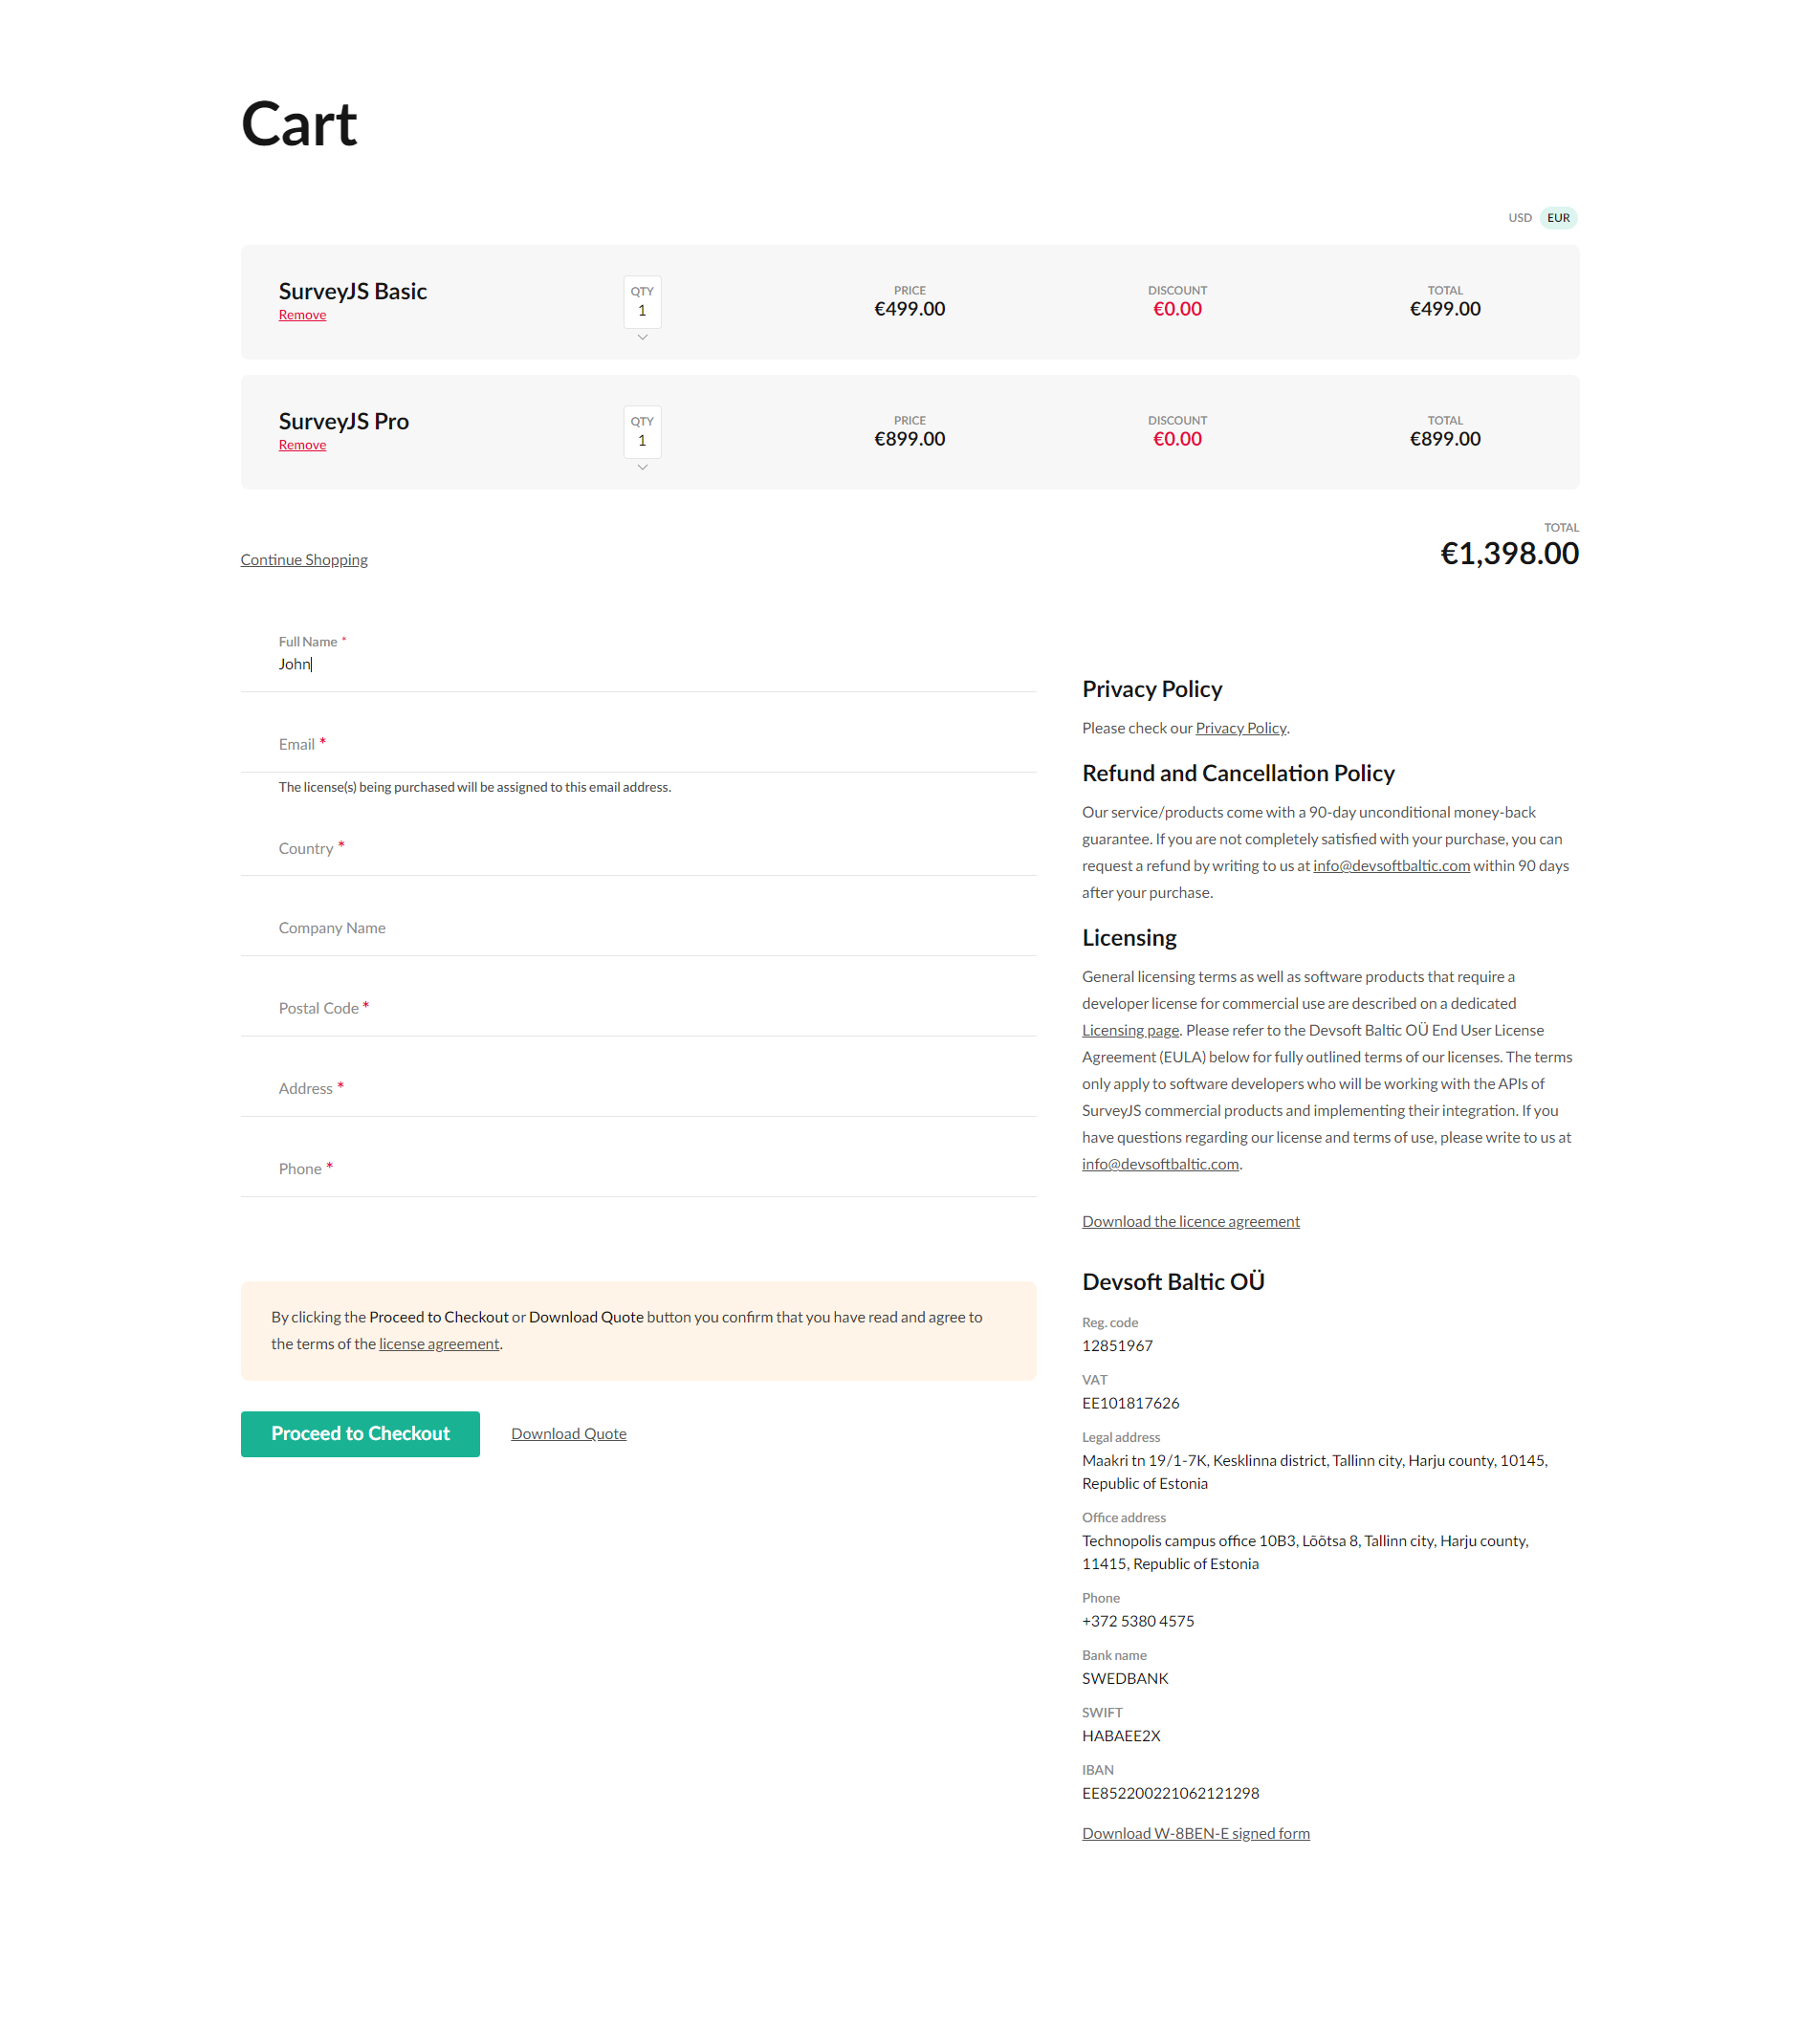 Cart
USD EUR
SurveyJS Basic
Remove
QTY
1
PRICE
€499.00
DISCOUNT
€0.00
TOTAL
€499.00
SurveyJS Pro
Remove
QTY
1
PRICE
€899.00
DISCOUNT
€0.00
TOTAL
€899.00
Continue Shopping
TOTAL
€1,398.00
Full Name *
John
Email *
The license(s) being purchased will be assigned to this email address.
Country *
Company Name
Postal Code *
Address *
Phone *
By clicking the Proceed to Checkout or Download Quote button you confirm that you have read and agree to
the terms of the license agreement.
Proceed to Checkout
Download Quote
Privacy Policy
Please check our Privacy Policy.
Refund and Cancellation Policy
Our service/products come with a 90-day unconditional money-back
guarantee. If you are not completely satisfied with your purchase, you can
request a refund by writing to us at info@devsoftbaltic.com within 90 days
after your purchase.
Licensing
General licensing terms as well as software products that require a
developer license for commercial use are described on a dedicated
Licensing page. Please refer to the Devsoft Baltic OÜ End User License
Agreement (EULA) below for fully outlined terms of our licenses. The terms
only apply to software developers who will be working with the APIs of
SurveyJS commercial products and implementing their integration. If you
have questions regarding our license and terms of use, please write to us at
info@devsoftbaltic.com.
Download the licence agreement
Devsoft Baltic OÜ
Reg. code
12851967
VAT
EE101817626
Legal address
Maakri tn 19/1-7K, Kesklinna district, Tallinn city, Harju county, 10145,
Republic of Estonia
Office address
Technopolis campus office 10B3, Lõõtsa 8, Tallinn city, Harju county,
11415, Republic of Estonia
Phone
+372 5380 4575
Bank name
SWEDBANK
SWIFT
HABAEE2X
IBAN
EE852200221062121298
Download W-8BEN-E signed form